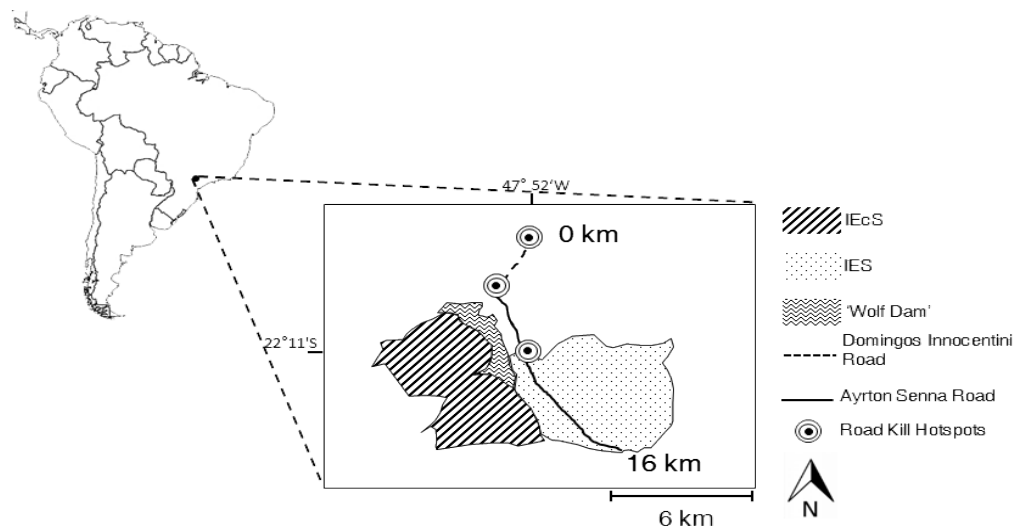 47° 52'W
0 km
22°11'S
16 km
6 km
IEcS
IES
'Wolf Dam'
Domingos Innocentini
Road
Ayrton Senna Road
Road Kill Hotspots
N